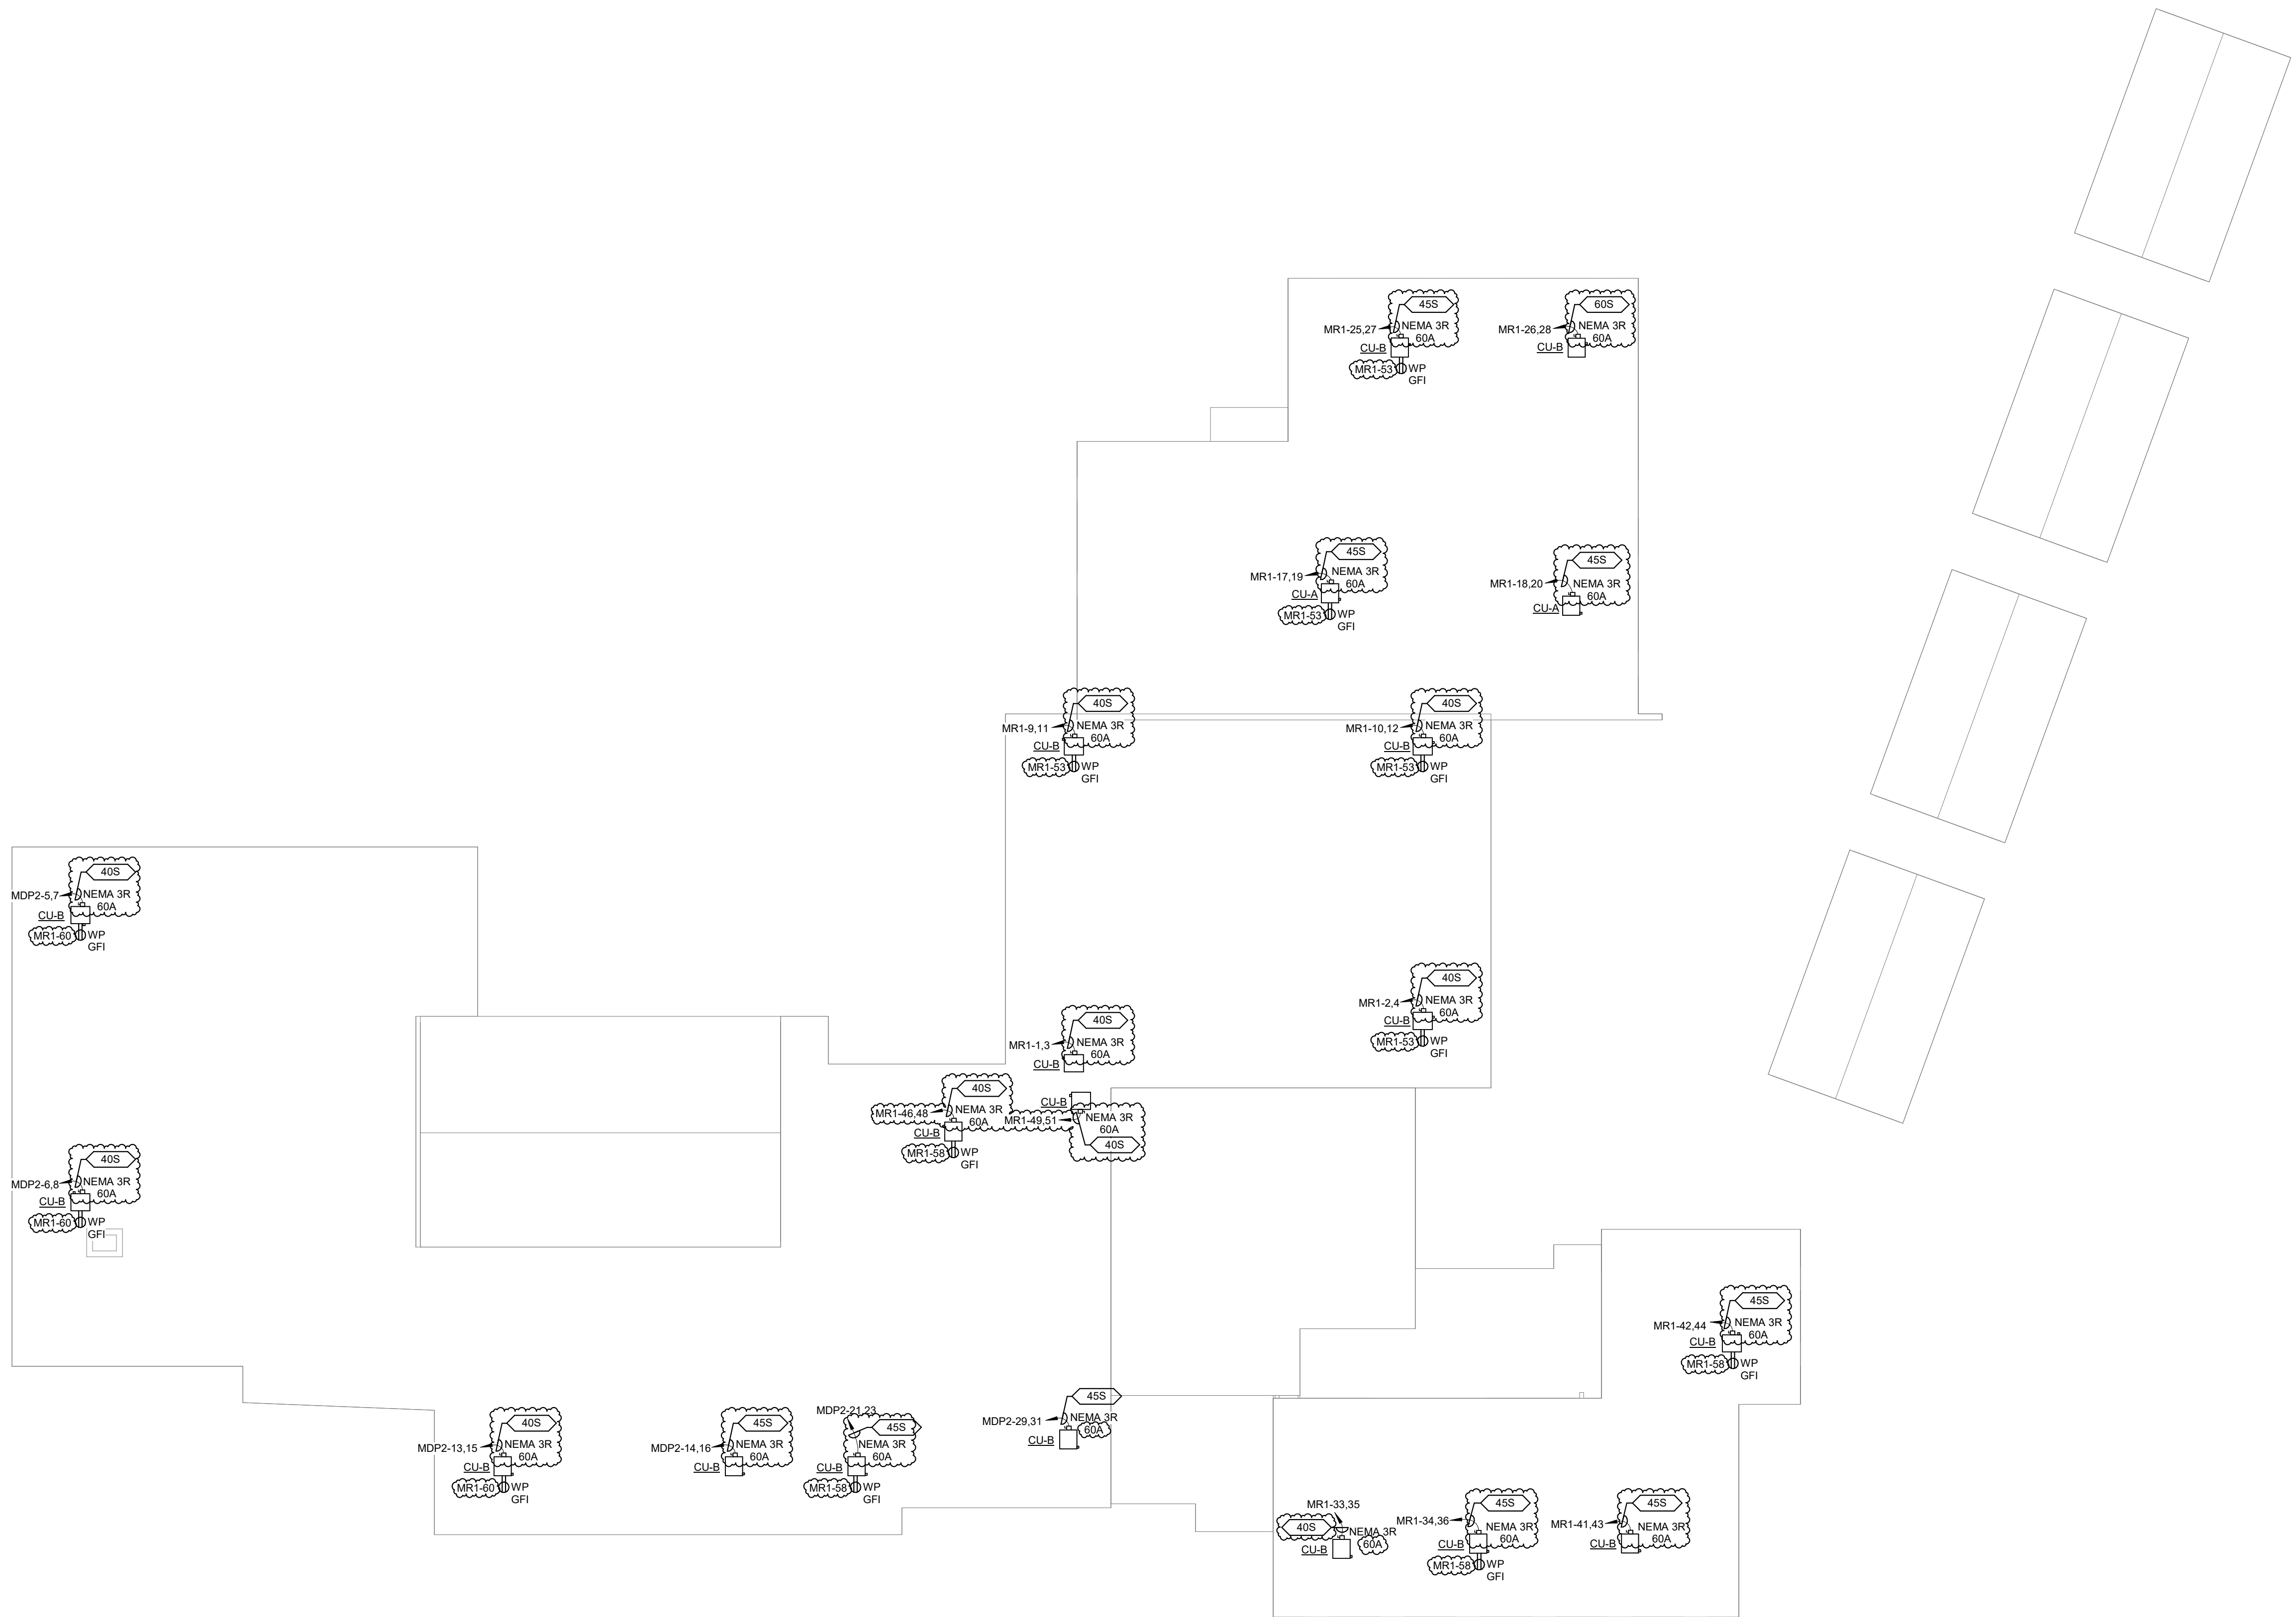 45S
MR1-25,27
NEMA 3R
60A
CU-B
MR1-53
WP
GFI
60S
MR1-26,28
NEMA 3R
60A
CU-B
45S
MR1-17,19
NEMA 3R
60A
CU-A
MR1-53
WP
GFI
45S
MR1-18,20
NEMA 3R
60A
CU-A
40S
MR1-9,11
NEMA 3R
60A
CU-B
MR1-53
WP
GFI
40S
MR1-10,12
NEMA 3R
60A
CU-B
MR1-53
WP
GFI
40S
MDP2-5,7
NEMA 3R
60A
CU-B
MR1-60
WP
GFI
40S
MR1-2,4
NEMA 3R
60A
CU-B
MR1-53
WP
GFI
40S
MR1-1,3
NEMA 3R
60A
CU-B
40S
MR1-46,48
NEMA 3R
60A
CU-B
MR1-58
WP
GFI
CU-B
MR1-49,51
NEMA 3R
60A
40S
40S
MDP2-6,8
NEMA 3R
60A
CU-B
MR1-60
WP
GFI
45S
MR1-42,44
NEMA 3R
60A
CU-B
MR1-58
WP
GFI
40S
MDP2-13,15
NEMA 3R
60A
CU-B
MR1-60
WP
GFI
45S
MDP2-14,16
NEMA 3R
60A
CU-B
MDP2-21,23
45S
NEMA 3R
60A
CU-B
MR1-58
WP
GFI
45S
MDP2-29,31
NEMA 3R
60A
CU-B
MR1-33,35
40S
NEMA 3R
60A
CU-B
45S
MR1-34,36
NEMA 3R
60A
CU-B
MR1-58
WP
GFI
45S
MR1-41,43
NEMA 3R
60A
CU-B